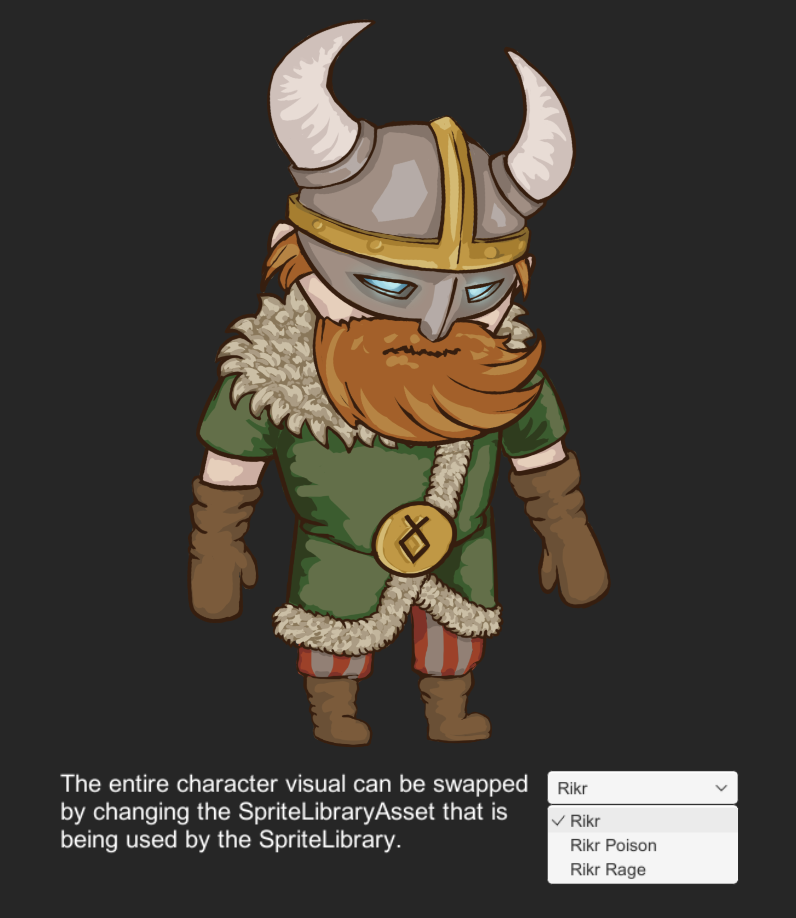 The entire character visual can be swapped
by changing the SpriteLibraryAsset that is
being used by the SpriteLibrary.
Rikr
Rikr
Rikr Poison
Rikr Rage